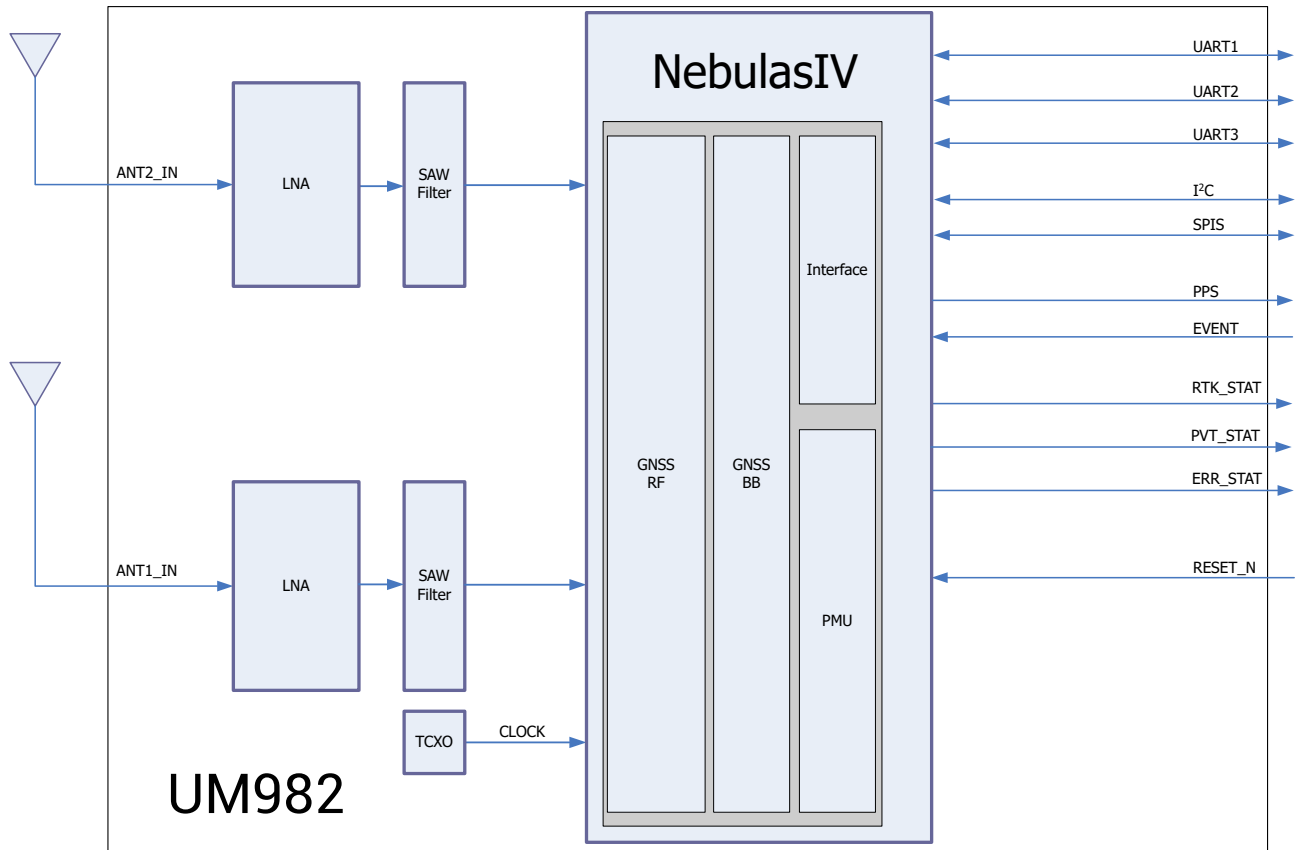 NebulasIV
UART1
UART2
UART3
I²C
SPIS
PPS
EVENT
RTK_STAT
PVT_STAT
ERR_STAT
RESET_N
ANT2_IN
LNA
SAW
Filter
Interface
GNSS
RF
GNSS
BB
PMU
ANT1_IN
LNA
SAW
Filter
TCXO
CLOCK
UM982